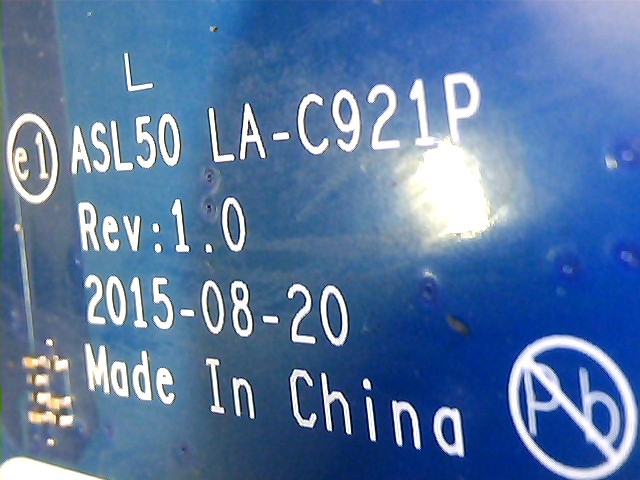 L
e1 ASL50 LA-C921P
Rev:1.0
2015-08-20
Made In China
Pb